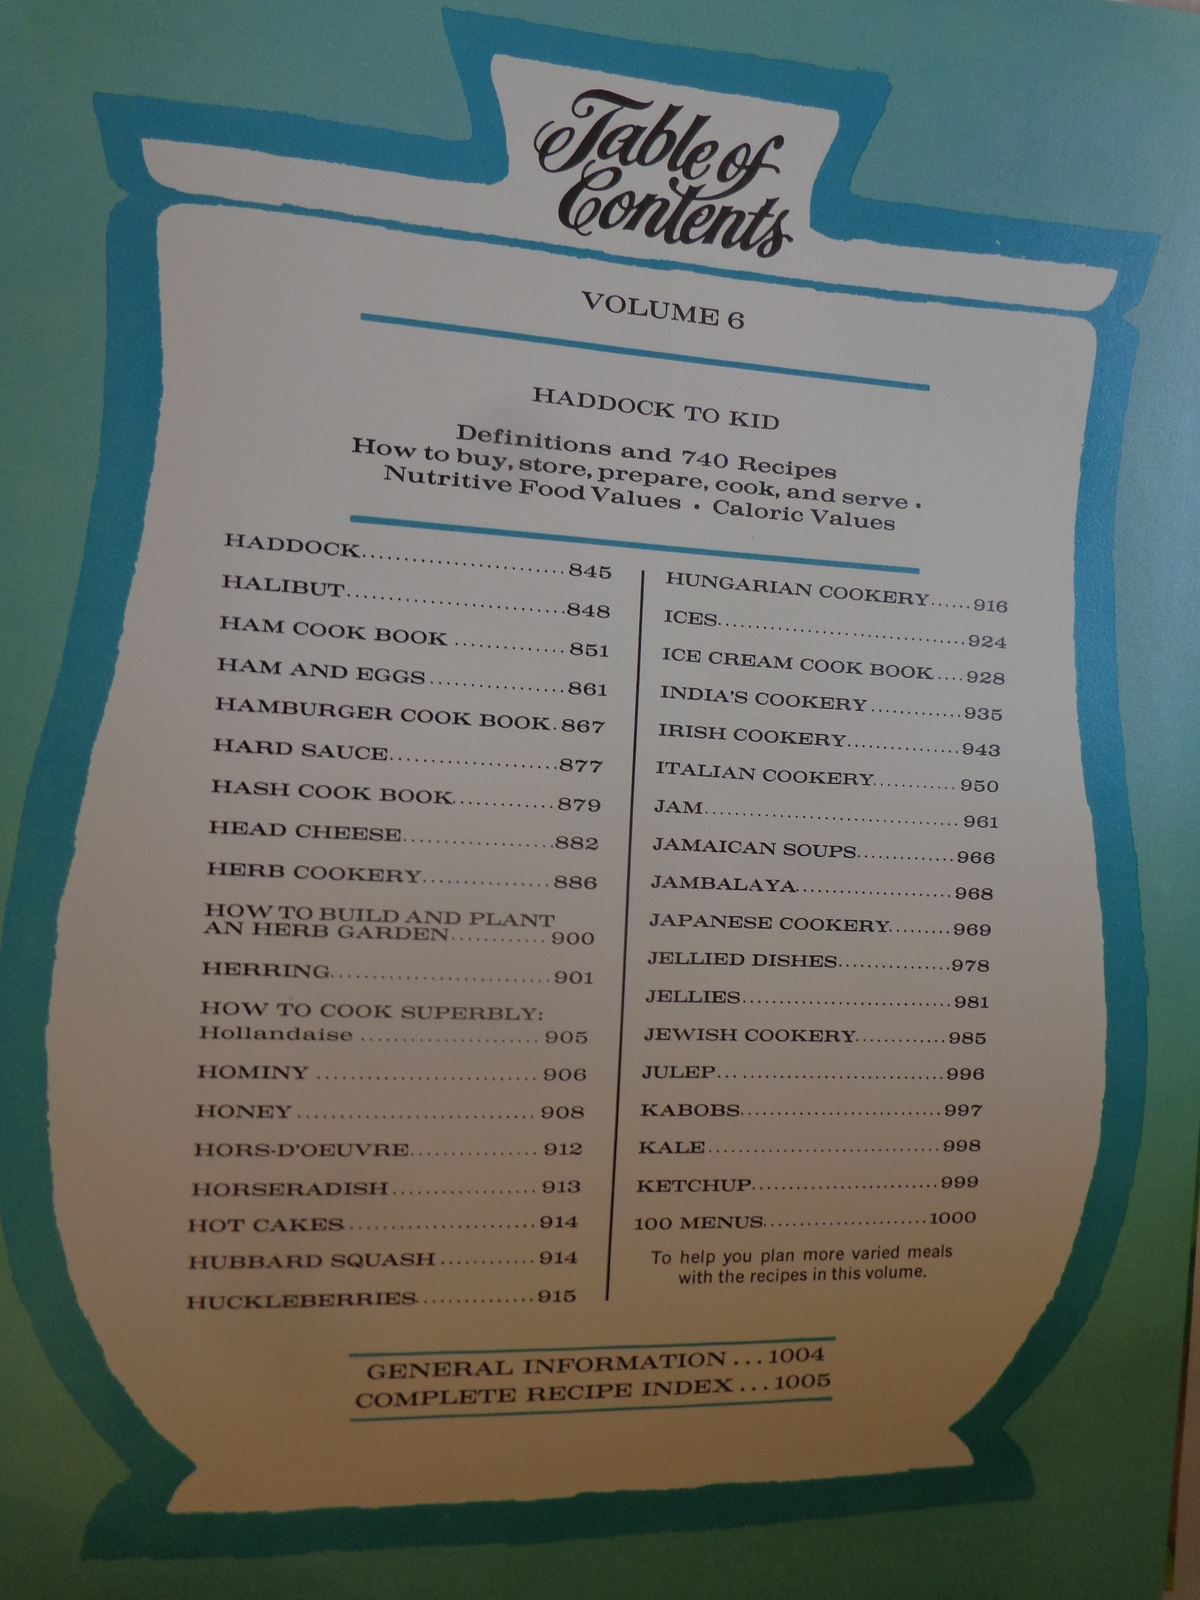 Table of
Contents
VOLUME 6
HADDOCK TO KID
Definitions and 740 Recipes
How to buy, store, prepare, cook, and serve •
Nutritive Food Values • Caloric Values
HADDOCK.........................845
HALIBUT...........................848
HAM COOK BOOK ..............851
HAM AND EGGS.................861
HAMBURGER COOK BOOK.867
HARD SAUCE.....................877
HASH COOK BOOK.............879
HEAD CHEESE...................882
HERB COOKERY................886
HOW TO BUILD AND PLANT
AN HERB GARDEN............900
HERRING...........................901
HOW TO COOK SUPERBLY:
Hollandaise ......................905
HOMINY ...........................906
HONEY.............................908
HORS-D'OEUVRE................912
HORSERADISH..................913
HOT CAKES.......................914
HUBBARD SQUASH............914
HUCKLEBERRIES...............915
HUNGARIAN COOKERY......916
ICES..............................924
ICE CREAM COOK BOOK....928
INDIA'S COOKERY............935
IRISH COOKERY..............943
ITALIAN COOKERY...........950
JAM...............................961
JAMAICAN SOUPS............966
JAMBALAYA...................968
JAPANESE COOKERY........969
JELLIED DISHES..............978
JELLIES.........................981
JEWISH COOKERY...........985
JULEP............................996
KABOBS.........................997
KALE.............................998
KETCHUP.......................999
100 MENUS....................1000
To help you plan more varied meals
with the recipes in this volume.
GENERAL INFORMATION ...1004
COMPLETE RECIPE INDEX ...1005